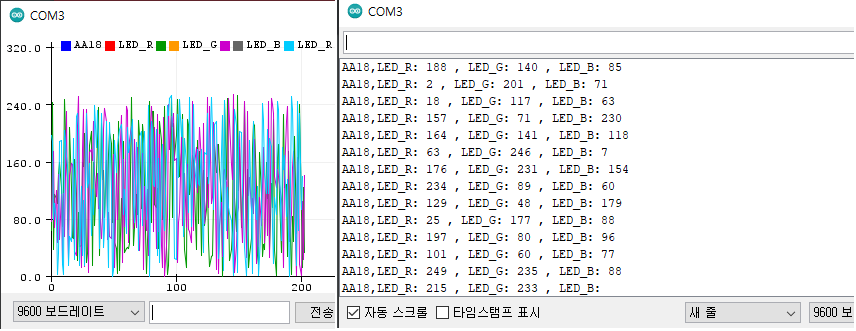 COM3
320.0
AA18 LED_R LED_G LED_B LED_R
240.0
160.0
80.0
0.0
0 100 200
9600 보드레이트 전송
COM3
AA18,LED_R: 188 , LED_G: 140 , LED_B: 85
AA18,LED_R: 2 , LED_G: 201 , LED_B: 71
AA18,LED_R: 18 , LED_G: 117 , LED_B: 63
AA18,LED_R: 157 , LED_G: 71 , LED_B: 230
AA18,LED_R: 164 , LED_G: 141 , LED_B: 118
AA18,LED_R: 63 , LED_G: 246 , LED_B: 7
AA18,LED_R: 176 , LED_G: 231 , LED_B: 154
AA18,LED_R: 234 , LED_G: 89 , LED_B: 60
AA18,LED_R: 129 , LED_G: 48 , LED_B: 179
AA18,LED_R: 25 , LED_G: 177 , LED_B: 88
AA18,LED_R: 197 , LED_G: 80 , LED_B: 96
AA18,LED_R: 101 , LED_G: 60 , LED_B: 77
AA18,LED_R: 249 , LED_G: 235 , LED_B: 88
AA18,LED_R: 215 , LED_G: 233 , LED_B:
자동 스크롤 타임스탬프 표시 새 줄 9600 보